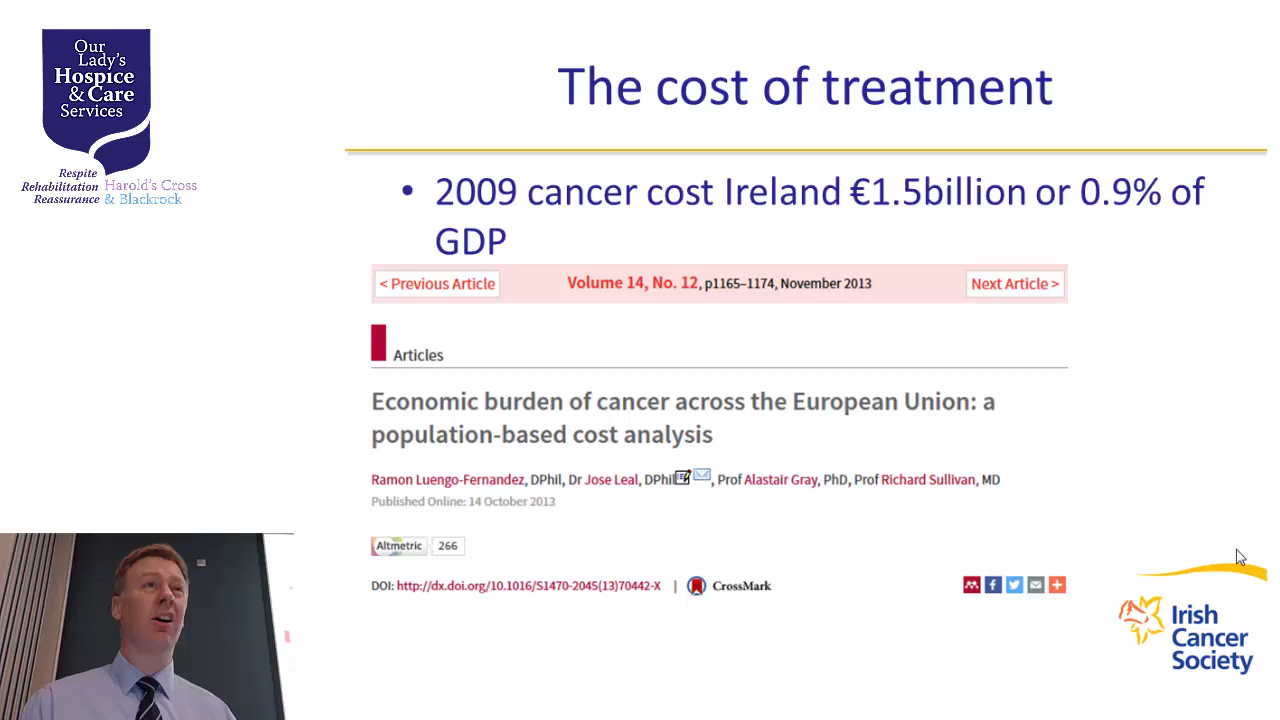 Our
Lady's
Hospice
& Care
Services
Respite
Rehabilitation
Reassurance
Harold's Cross
& Blackrock
The cost of treatment
• 2009 cancer cost Ireland €1.5billion or 0.9% of
GDP
< Previous Article
Volume 14, No. 12, p1165–1174, November 2013
Next Article >
Articles
Economic burden of cancer across the European Union: a
population-based cost analysis
Ramon Luengo-Fernandez, DPhil, Dr Jose Leal, DPhil, Prof Alastair Gray, PhD, Prof Richard Sullivan, MD
Published Online: 14 October 2013
Altmetric 266
DOI: http://dx.doi.org/10.1016/S1470-2045(13)70442-X | CrossMark
Irish
Cancer
Society